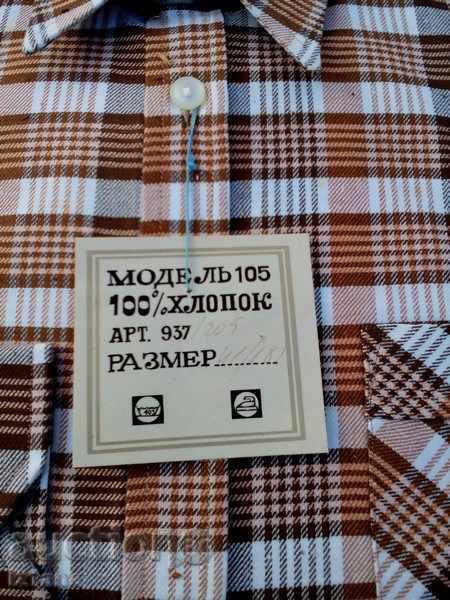 МОДЕЛЬ 105
100% ХЛОПОК
АРТ. 937
РАЗМЕР..........